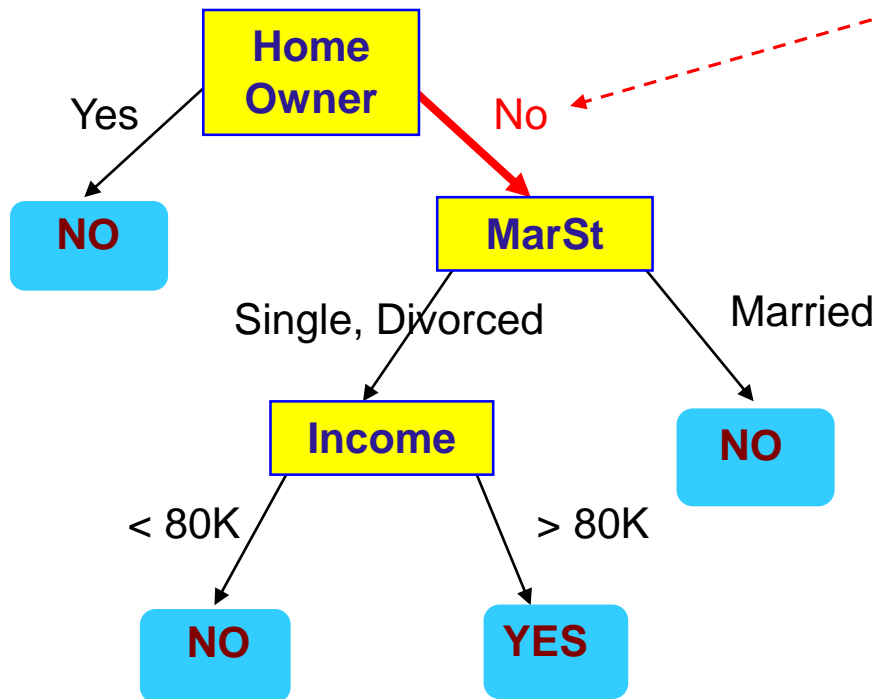 Home
Owner
Yes
No
NO
MarSt
Single, Divorced
Married
Income
NO
< 80K
> 80K
NO
YES